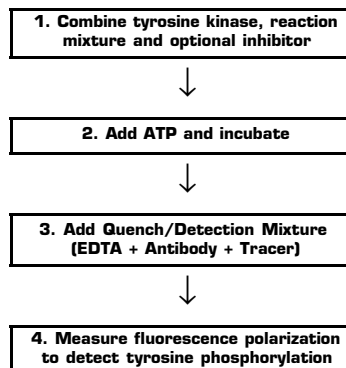 1. Combine tyrosine kinase, reaction
mixture and optional inhibitor
↓
2. Add ATP and incubate
↓
3. Add Quench/Detection Mixture
(EDTA + Antibody + Tracer)
↓
4. Measure fluorescence polarization
to detect tyrosine phosphorylation